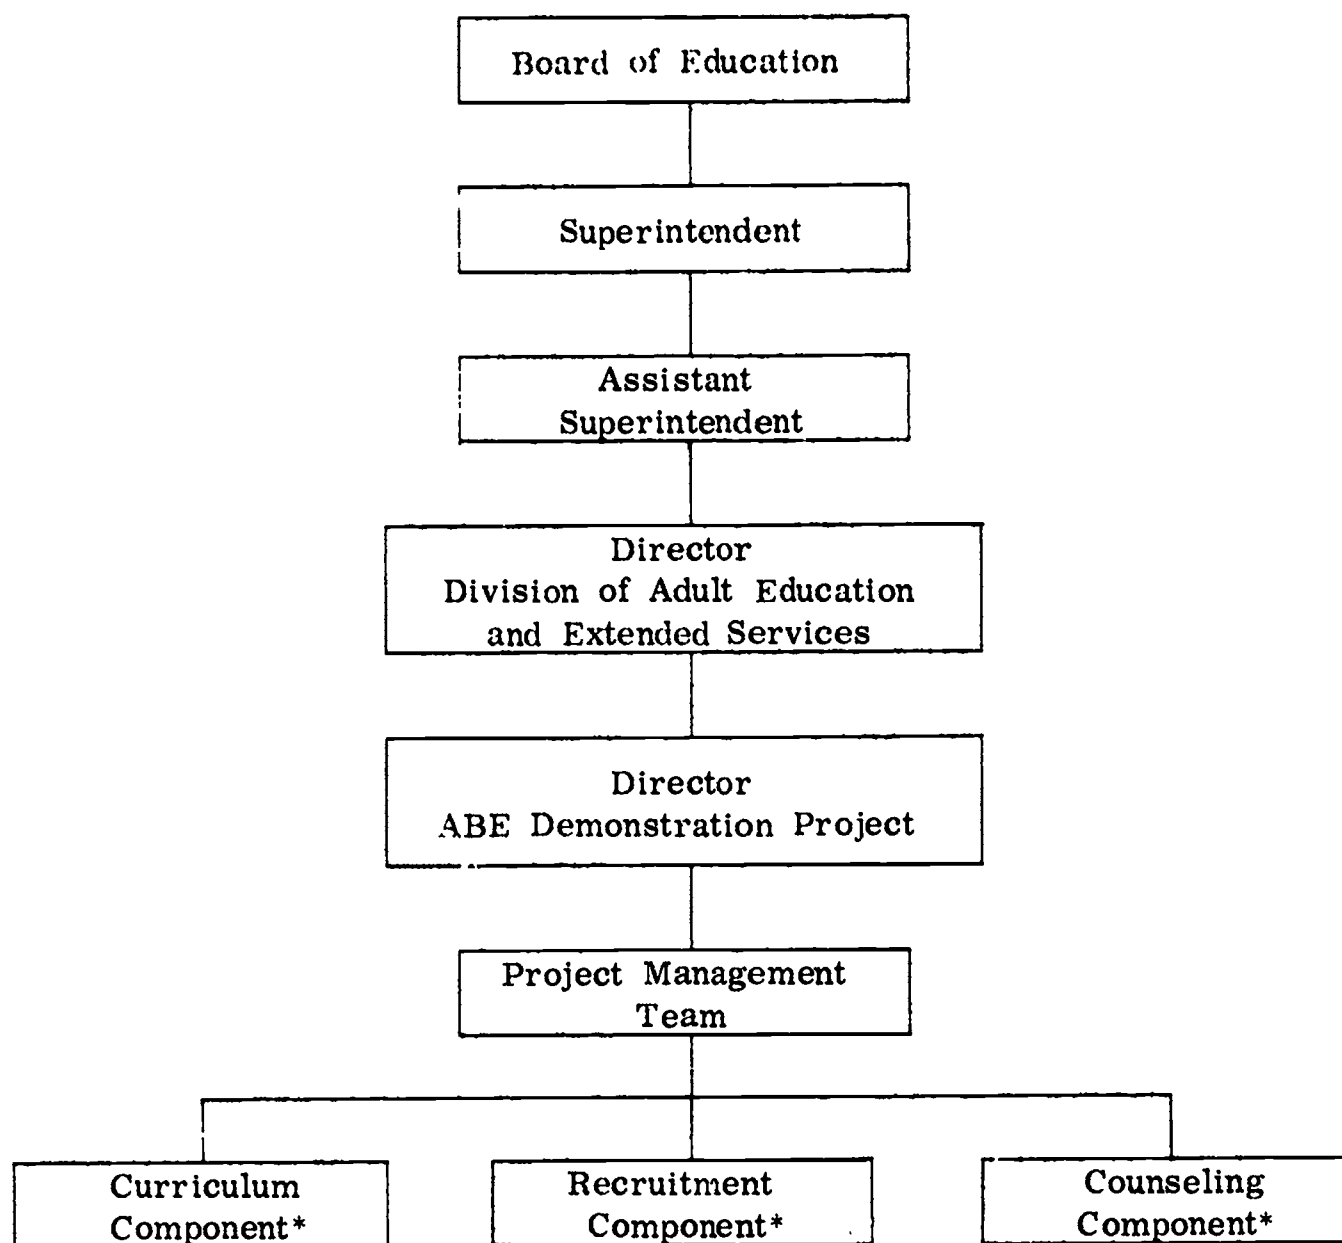 Board of Education
Superintendent
Assistant
Superintendent
Director
Division of Adult Education
and Extended Services
Director
ABE Demonstration Project
Project Management
Team
Curriculum
Component*
Recruitment
Component*
Counseling
Component*